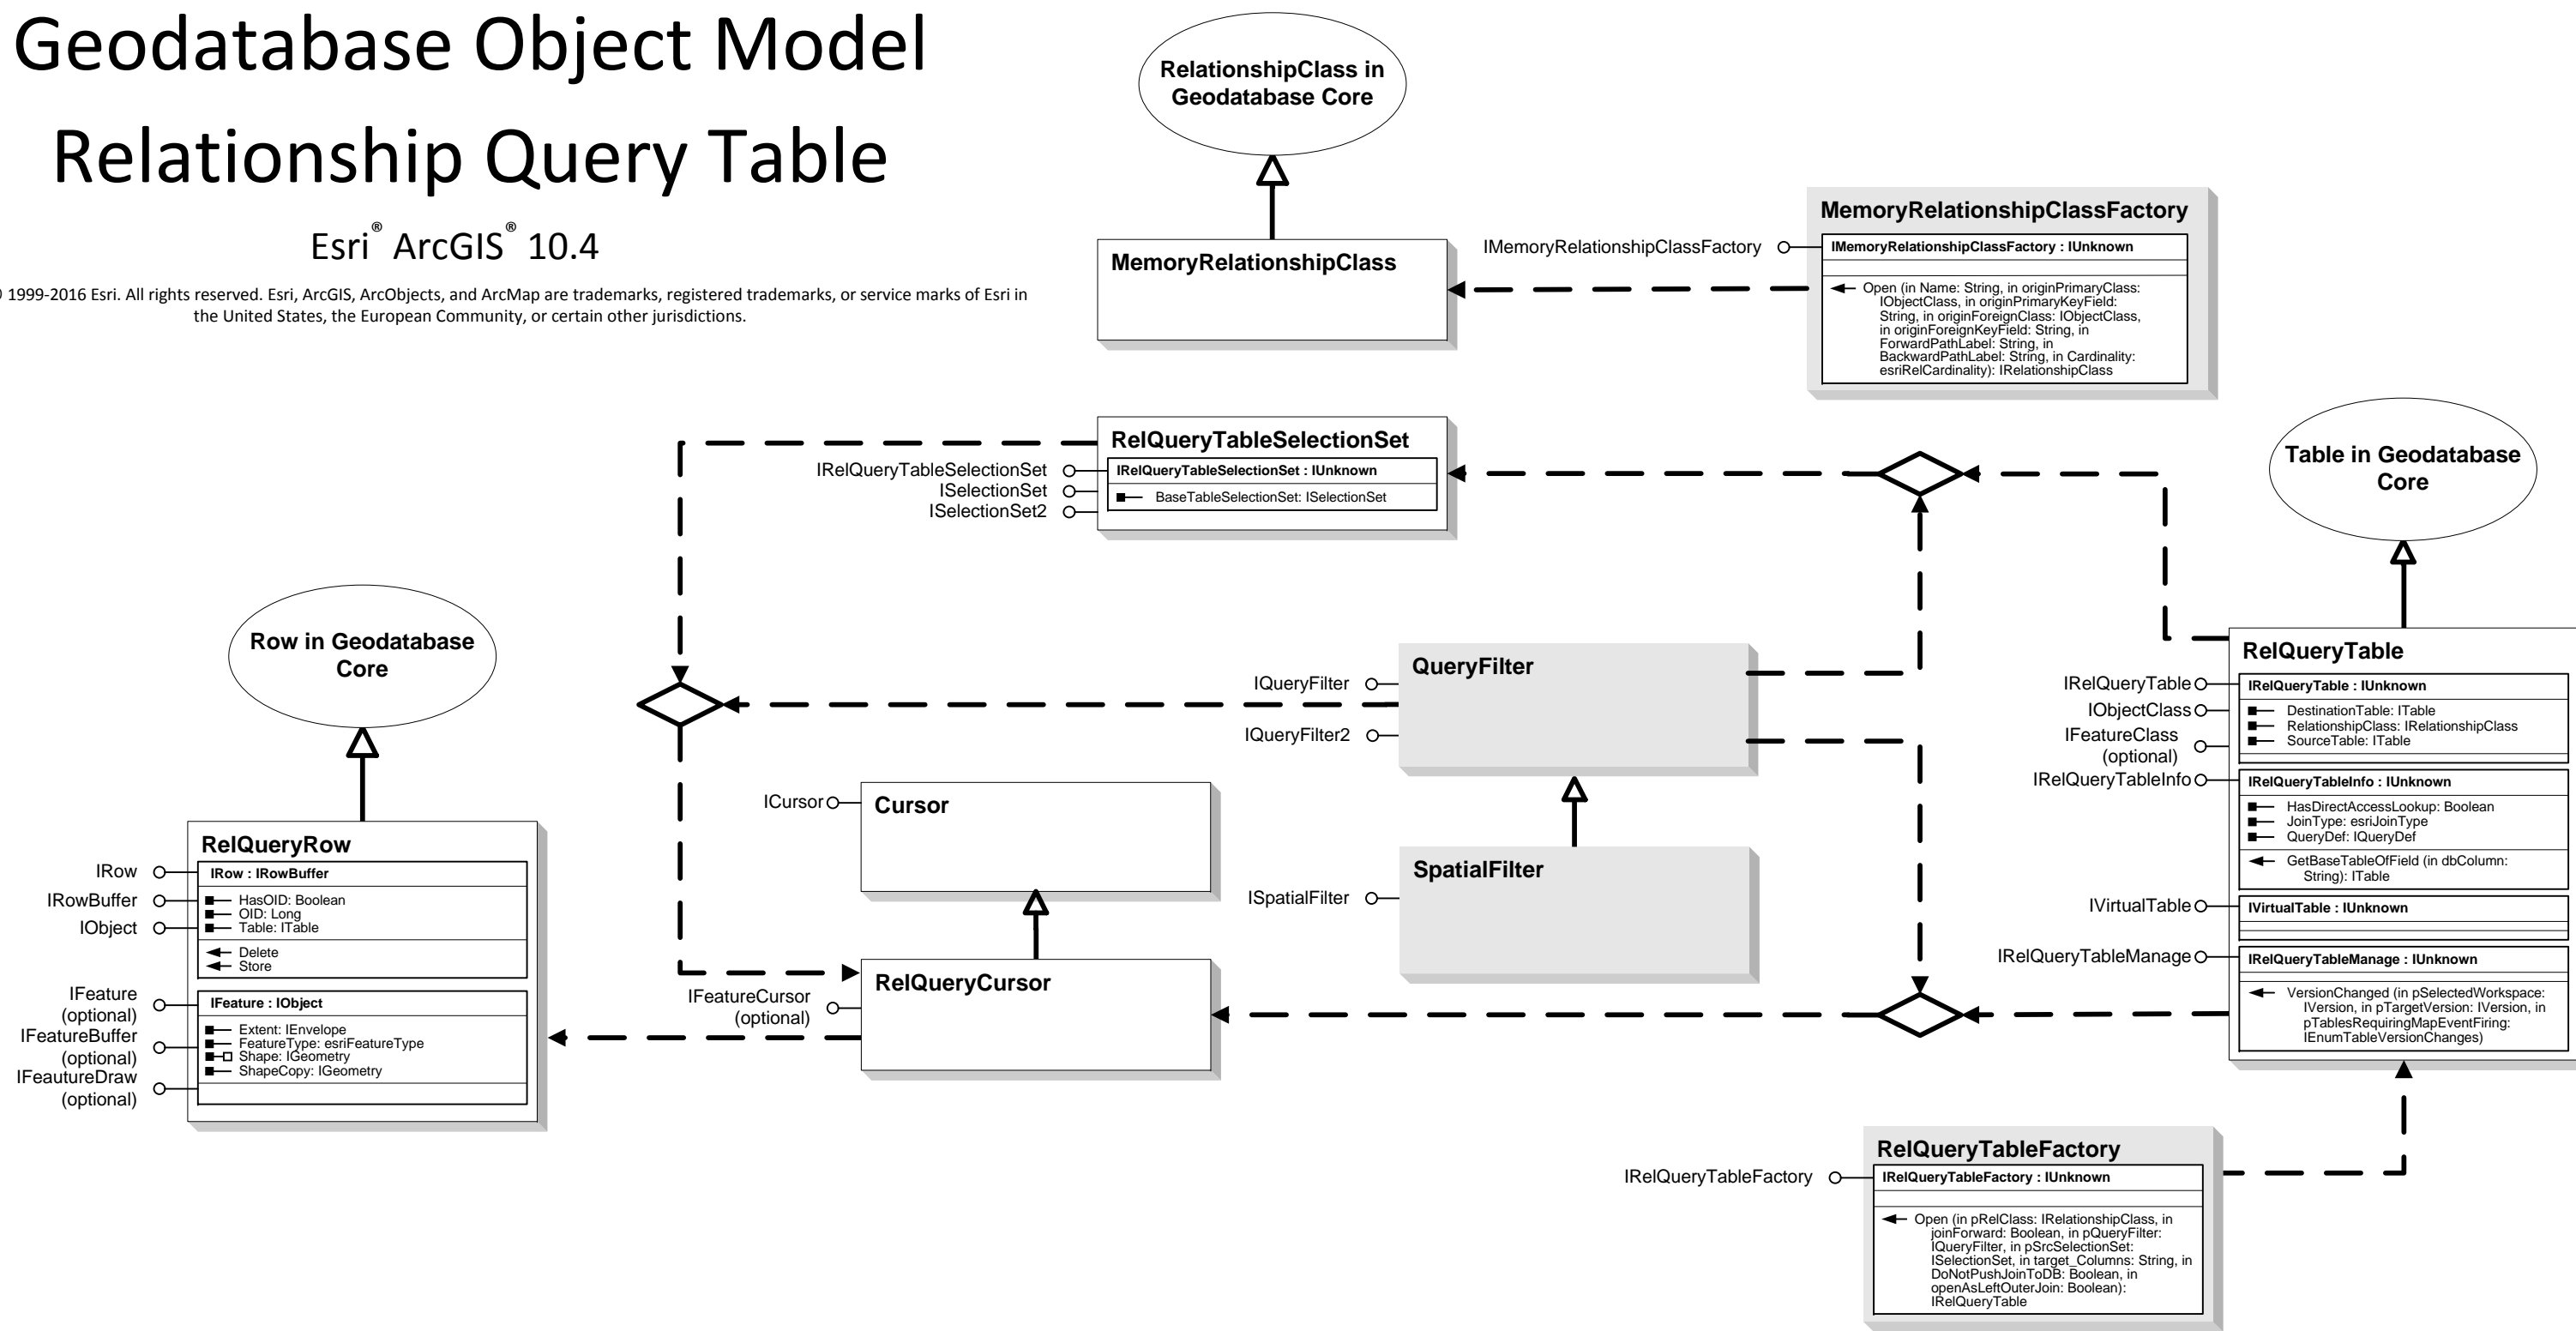 Geodatabase Object Model
Relationship Query Table
Esri® ArcGIS® 10.4
1999-2016 Esri. All rights reserved. Esri, ArcGIS, ArcObjects, and ArcMap are trademarks, registered trademarks, or service marks of Esri in
the United States, the European Community, or certain other jurisdictions.
RelationshipClass in
Geodatabase Core
MemoryRelationshipClass
IMemoryRelationshipClassFactory
MemoryRelationshipClassFactory
IMemoryRelationshipClassFactory : IUnknown
Open (in Name: String, in originPrimaryClass:
IObjectClass, in originPrimaryKeyField:
String, in originForeignClass: IObjectClass,
in originForeignKeyField: String, in
ForwardPathLabel: String, in
BackwardPathLabel: String, in Cardinality:
esriRelCardinality): IRelationshipClass
IRelQueryTableSelectionSet
ISelectionSet
ISelectionSet2
RelQueryTableSelectionSet
IRelQueryTableSelectionSet : IUnknown
BaseTableSelectionSet: ISelectionSet
Table in Geodatabase
Core
Row in Geodatabase
Core
IQueryFilter
IQueryFilter2
QueryFilter
ICursor
Cursor
ISpatialFilter
SpatialFilter
IFeatureCursor
(optional)
RelQueryCursor
IRow
IRowBuffer
IObject
IFeature
(optional)
IFeatureBuffer
(optional)
IFeautureDraw
(optional)
RelQueryRow
IRow : IRowBuffer
HasOID: Boolean
OID: Long
Table: ITable
Delete
Store
IFeature : IObject
Extent: IEnvelope
FeatureType: esriFeatureType
Shape: IGeometry
ShapeCopy: IGeometry
IRelQueryTable
IObjectClass
IFeatureClass
(optional)
IRelQueryTableInfo
IVirtualTable
IRelQueryTableManage
RelQueryTable
IRelQueryTable : IUnknown
DestinationTable: ITable
RelationshipClass: IRelationshipClass
SourceTable: ITable
IRelQueryTableInfo : IUnknown
HasDirectAccessLookup: Boolean
JoinType: esriJoinType
QueryDef: IQueryDef
GetBaseTableOfField (in dbColumn:
String): ITable
IVirtualTable : IUnknown
IRelQueryTableManage : IUnknown
VersionChanged (in pSelectedWorkspace:
IVersion, in pTargetVersion: IVersion, in
pTablesRequiringMapEventFiring:
IEnumTableVersionChanges)
IRelQueryTableFactory
RelQueryTableFactory
IRelQueryTableFactory : IUnknown
Open (in pRelClass: IRelationshipClass, in
joinForward: Boolean, in pQueryFilter:
IQueryFilter, in pSrcSelectionSet:
ISelectionSet, in target_Columns: String, in
DoNotPushJoinToDB: Boolean, in
openAsLeftOuterJoin: Boolean):
IRelQueryTable